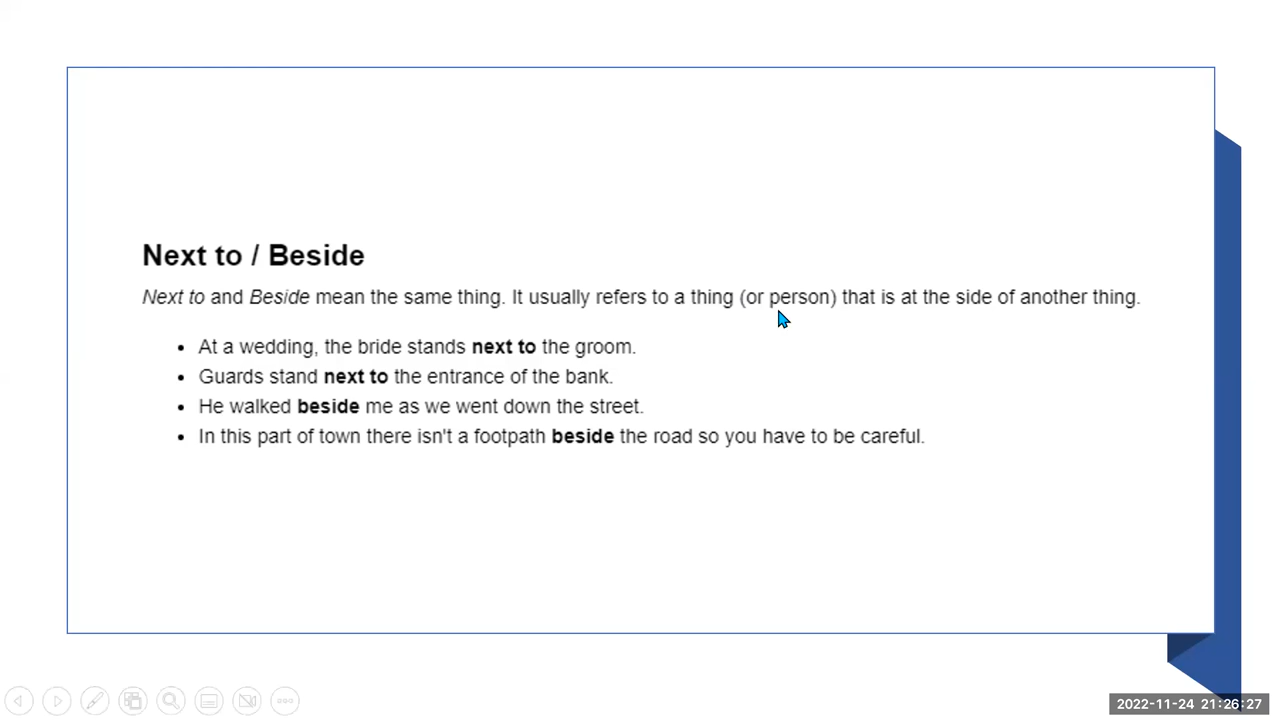 Next to / Beside
Next to and Beside mean the same thing. It usually refers to a thing (or person) that is at the side of another thing.
• At a wedding, the bride stands next to the groom.
• Guards stand next to the entrance of the bank.
• He walked beside me as we went down the street.
• In this part of town there isn't a footpath beside the road so you have to be careful.
2022-11-24 21:26:27